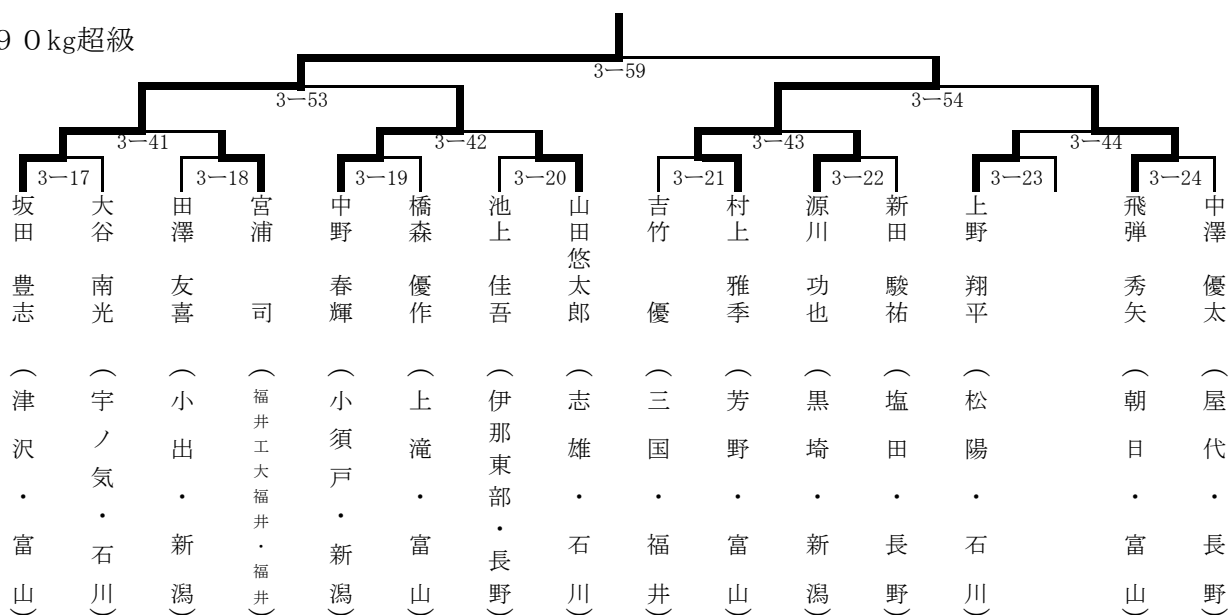 ９０kg超級
3－59
3－53
3－54
3－41
3－42
3－43
3－44
3－17
3－18
3－19
3－20
3－21
3－22
3－23
3－24
坂田 豊志 （津沢・富山）
大谷 南光 （宇ノ気・石川）
田澤 友喜 （小出・新潟）
宮浦 司 （福井工大福井・福井）
中野 春輝 （小須戸・新潟）
橋森 優作 （上滝・富山）
池上 佳吾 （伊那東部・長野）
山田悠太郎 （志雄・石川）
吉竹 優 （三国・福井）
村上 雅季 （芳野・富山）
源川 功也 （黒埼・新潟）
新田 駿祐 （塩田・長野）
上野 翔平 （松陽・石川）
飛弾 秀矢 （朝日・富山）
中澤 優太 （屋代・長野）